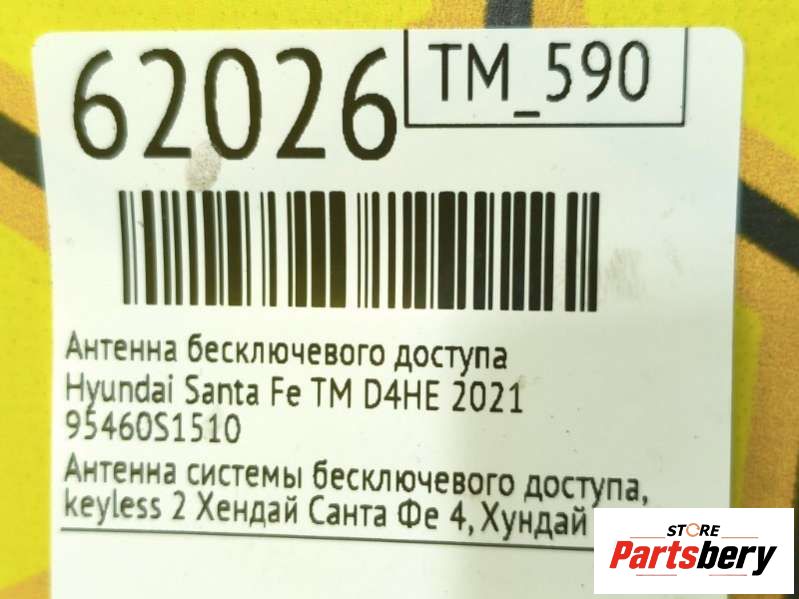 62026
TM_590
Антенна бесключевого доступа
Hyundai Santa Fe TM D4HE 2021
95460S1510
Антенна системы бесключевого доступа,
keyless 2 Хендай Санта Фе 4, Хундай
STORE
Partsbery